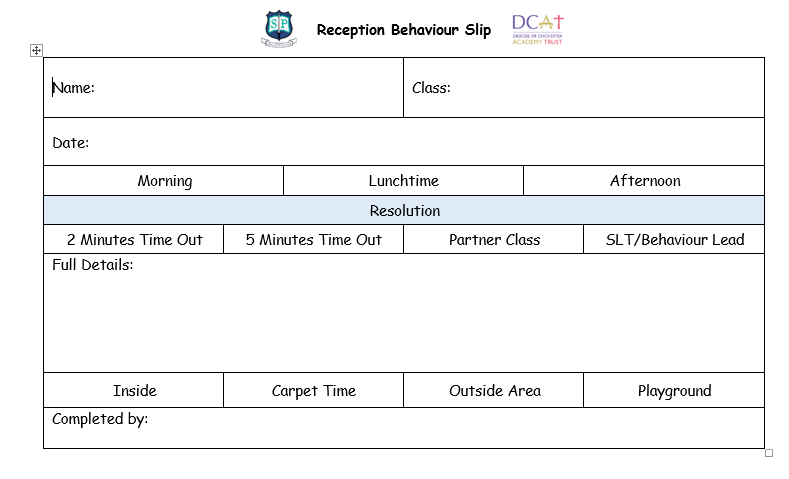 SP
Reception Behaviour Slip
DCAT
DIOCESE OF CHICHESTER
ACADEMY TRUST
Name:
Class:
Date:
Morning
Lunchtime
Afternoon
Resolution
2 Minutes Time Out
5 Minutes Time Out
Partner Class
SLT/Behaviour Lead
Full Details:
Inside
Carpet Time
Outside Area
Playground
Completed by: